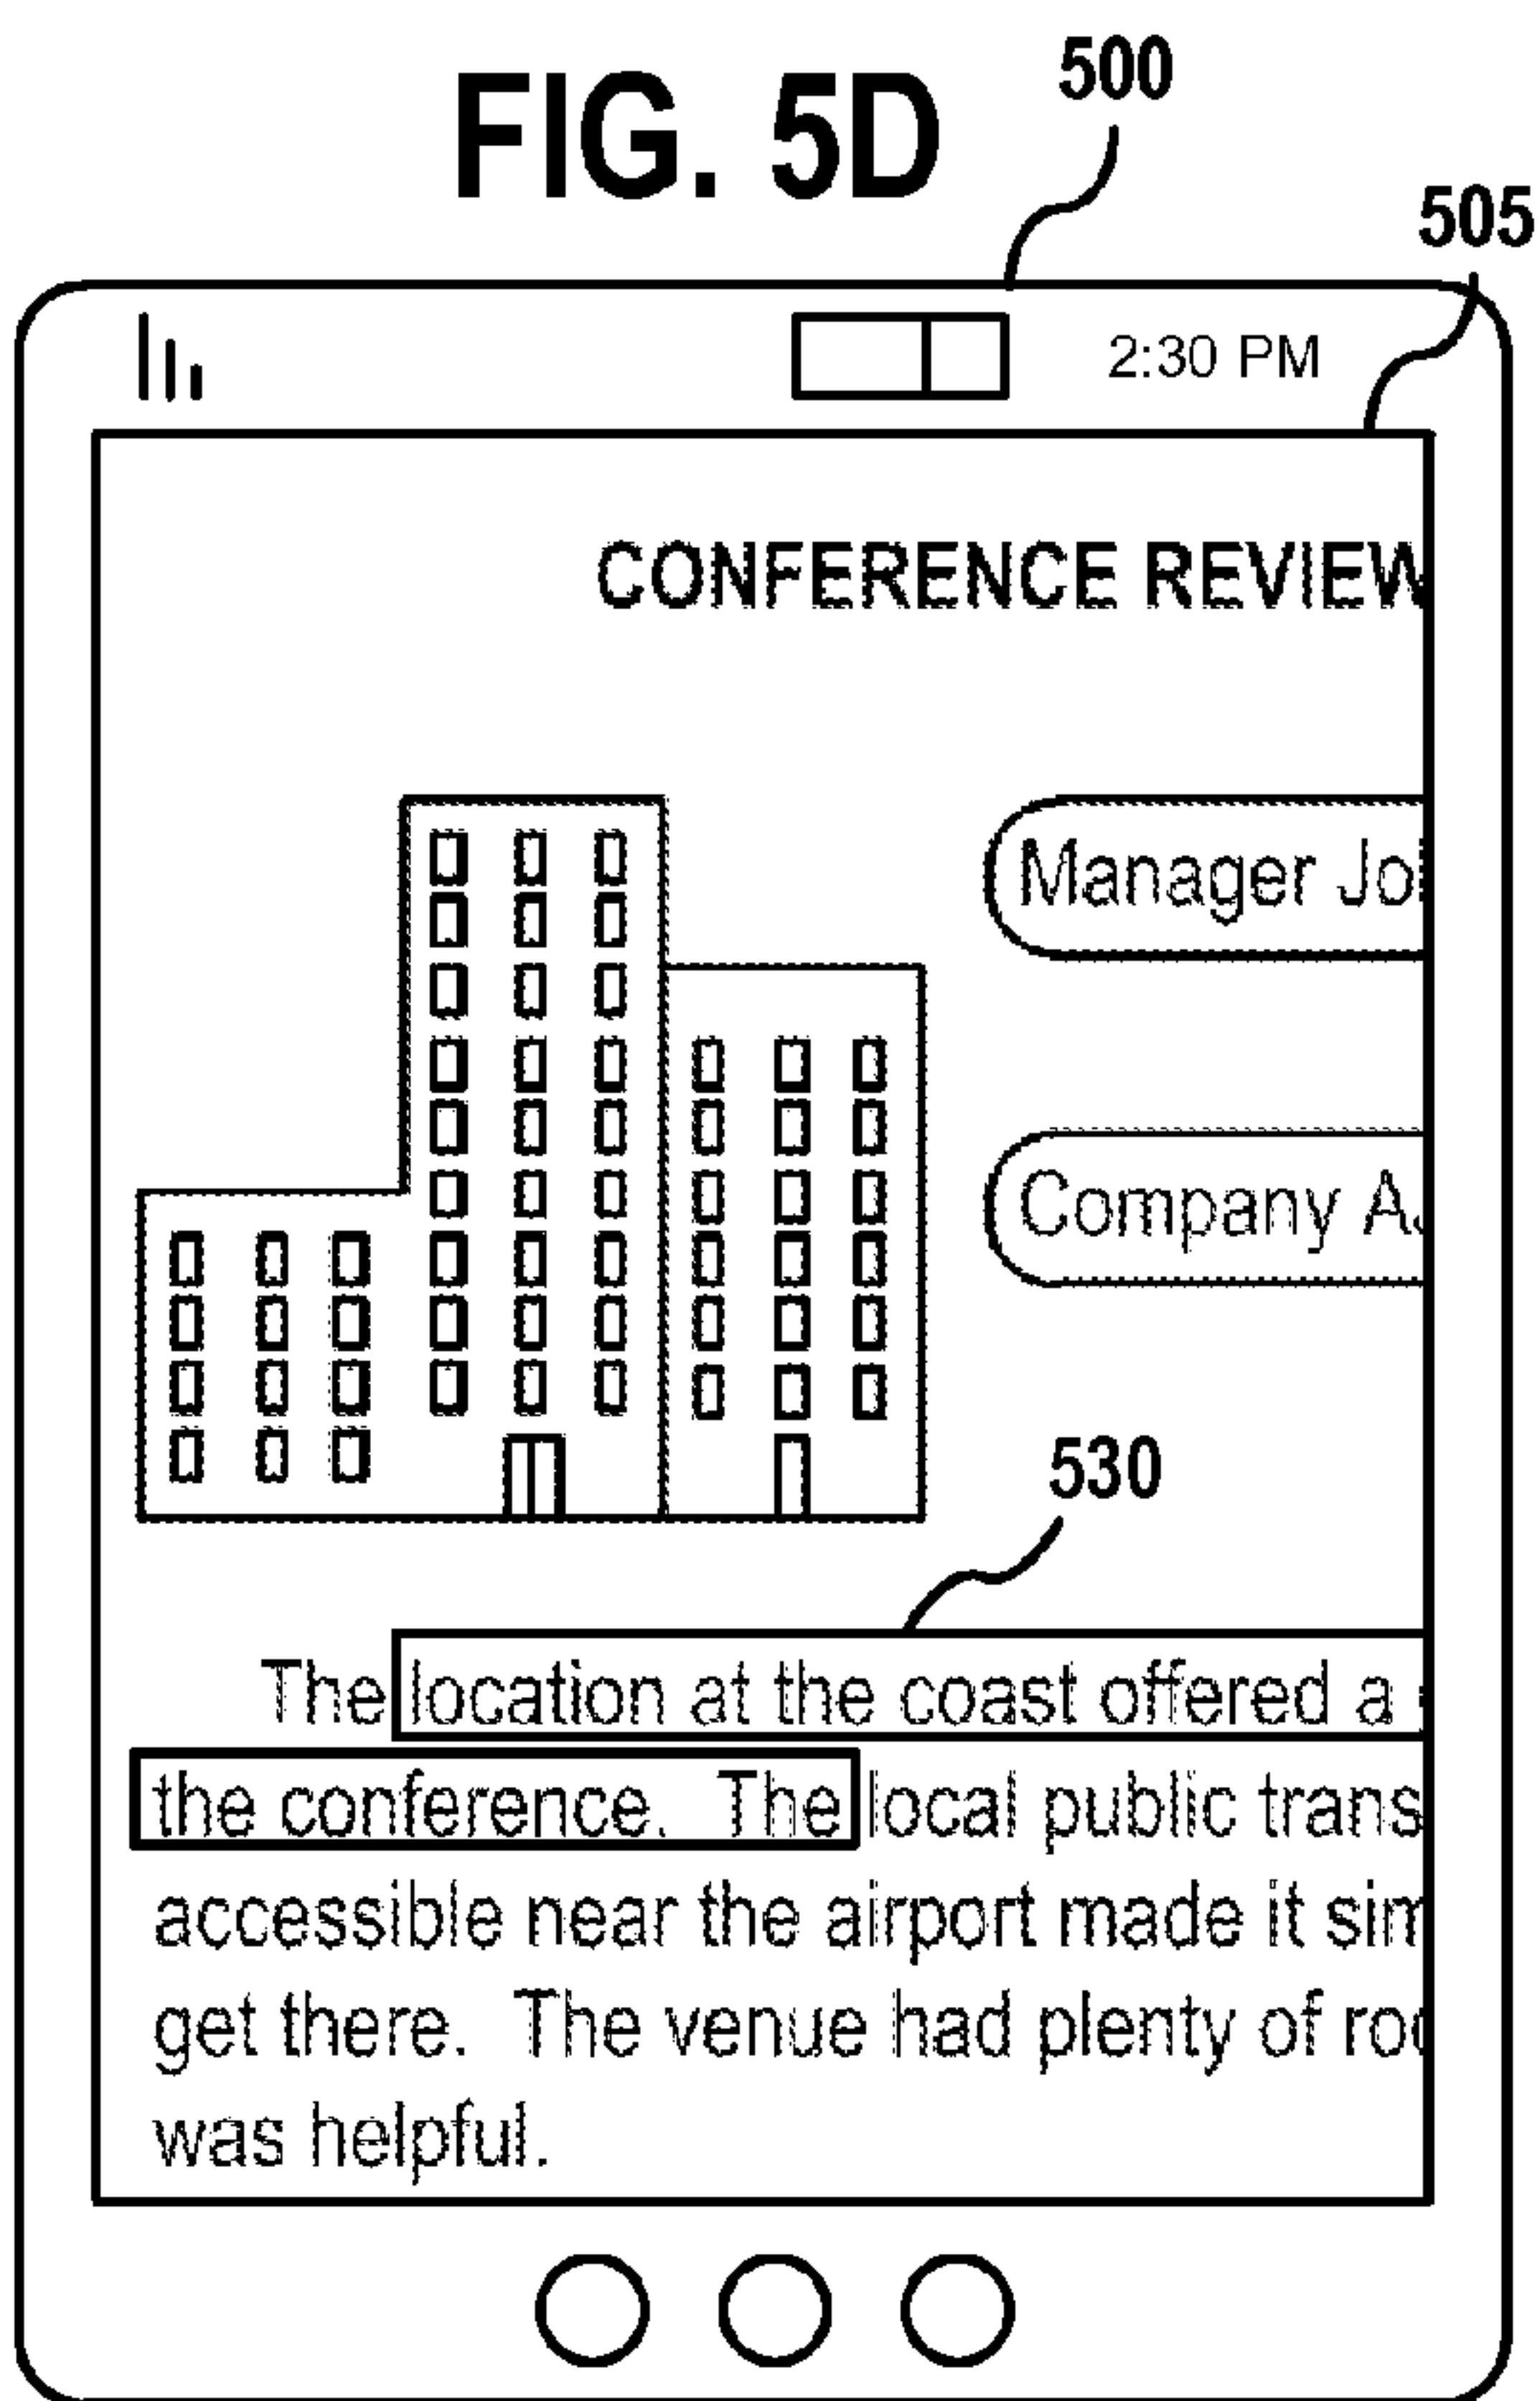 FIG. 5D
500
505
2:30 PM
CONFERENCE REVIEW
Manager
Company
530
The location at the coast offered a
the conference. The local public trans
accessible near the airport made it sim
get there. The venue had plenty of
was helpful.